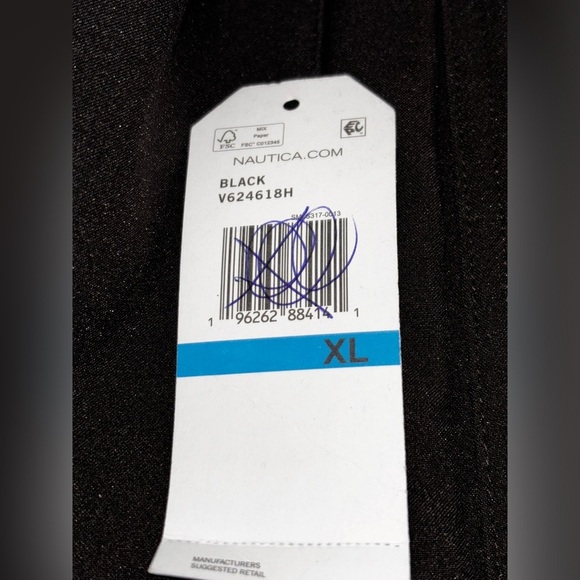 MIX
Paper
FSC
FSC® C012345
NAUTICA.COM
BLACK
V624618H
1 96262 88414 1
XL
MANUFACTURERS
SUGGESTED RETAIL